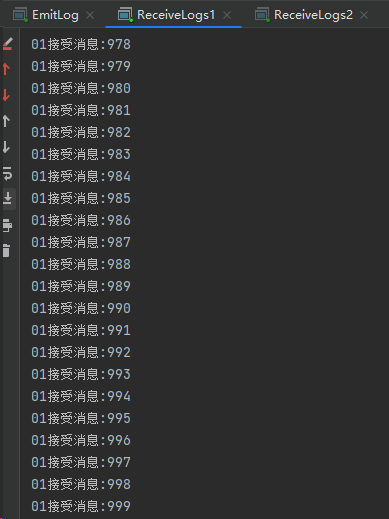 EmitLog ReceiveLogs1 ReceiveLogs2
01接受消息:978
01接受消息:979
01接受消息:980
01接受消息:981
01接受消息:982
01接受消息:983
01接受消息:984
01接受消息:985
01接受消息:986
01接受消息:987
01接受消息:988
01接受消息:989
01接受消息:990
01接受消息:991
01接受消息:992
01接受消息:993
01接受消息:994
01接受消息:995
01接受消息:996
01接受消息:997
01接受消息:998
01接受消息:999